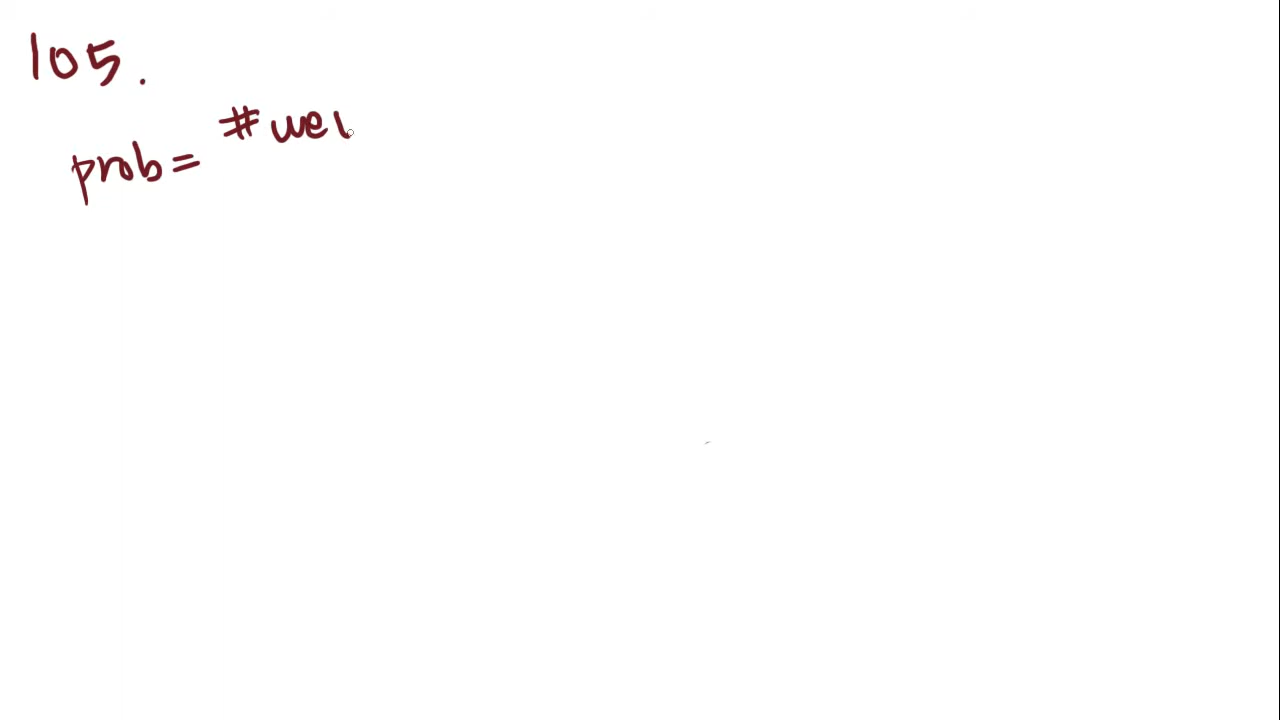 105.
prob = # wel